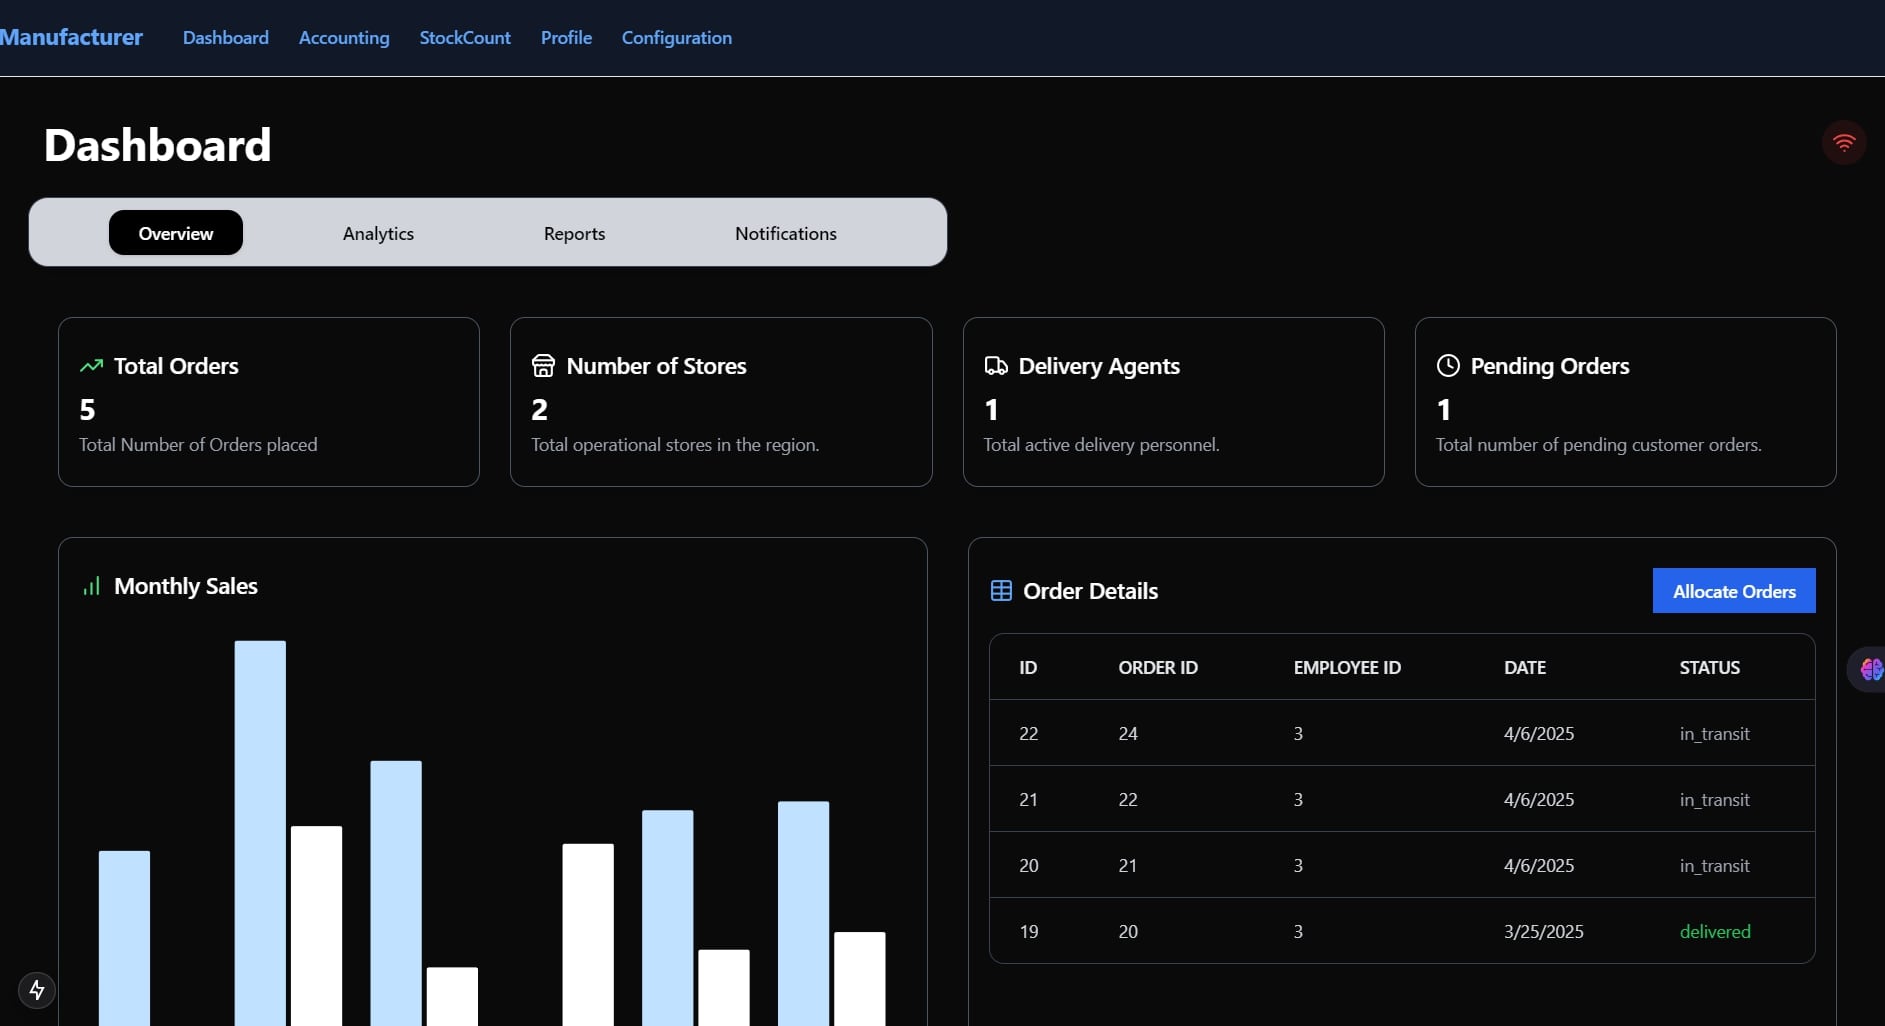 Manufacturer Dashboard Accounting StockCount Profile Configuration
Dashboard
Overview Analytics Reports Notifications
Total Orders
5
Total Number of Orders placed
Number of Stores
2
Total operational stores in the region.
Delivery Agents
1
Total active delivery personnel.
Pending Orders
1
Total number of pending customer orders.
Monthly Sales
Order Details
Allocate Orders
ID ORDER ID EMPLOYEE ID DATE STATUS
22 24 3 4/6/2025 in_transit
21 22 3 4/6/2025 in_transit
20 21 3 4/6/2025 in_transit
19 20 3 3/25/2025 delivered